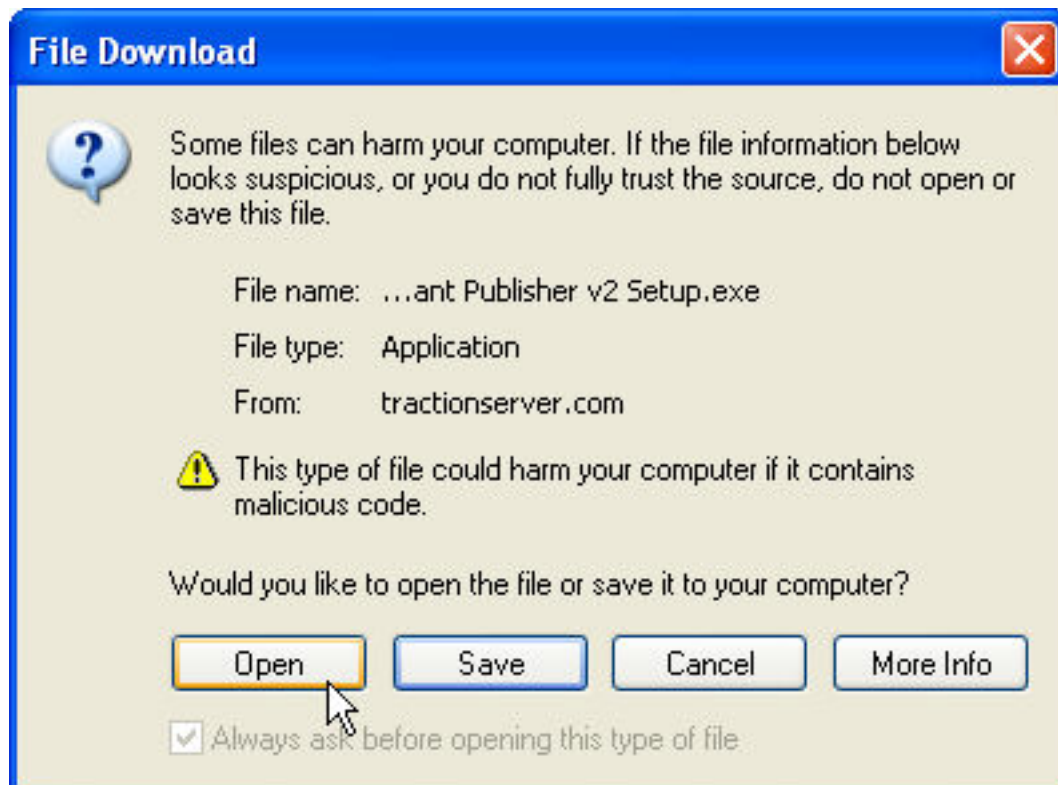 File Download
Some files can harm your computer. If the file information below
looks suspicious, or you do not fully trust the source, do not open or
save this file.
File name: ...ant Publisher v2 Setup.exe
File type: Application
From: tractionserver.com
This type of file could harm your computer if it contains
malicious code.
Would you like to open the file or save it to your computer?
Open Save Cancel More Info
Always ask before opening this type of file